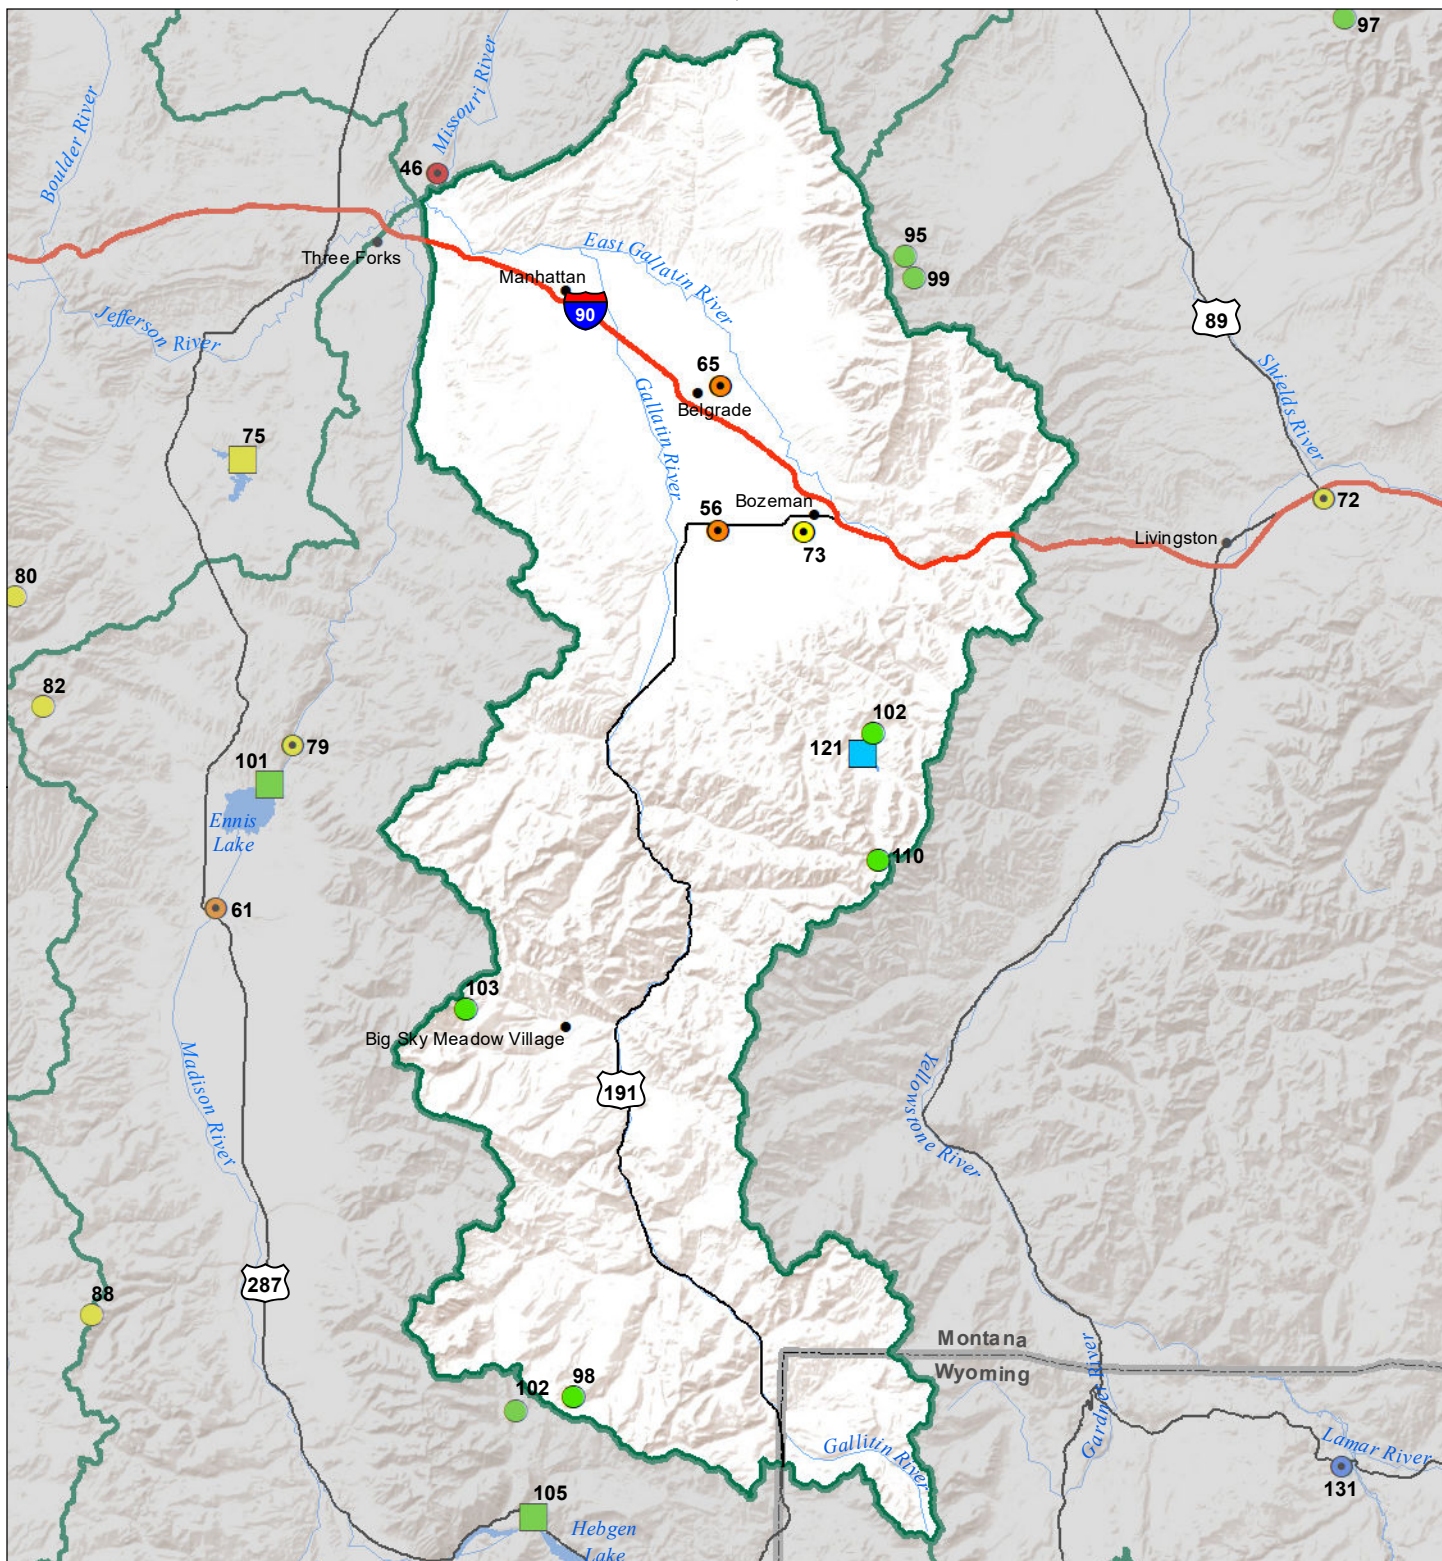 97
Missouri River
Boulder River
46
95
East Gallatin River
Three Forks
Manhattan
99
90
89
Jefferson River
65
Shields River
Gallatin River
Belgrade
75
72
Bozeman
56
Livingston
73
80
82
102
79
121
101
Ennis
Lake
110
61
103
Big Sky Meadow Village
Madison River
Yellowstone River
191
287
88
Montana
Wyoming
Gardner River
98
102
Gallitin River
Lamar River
131
105
Hebgen
Lake